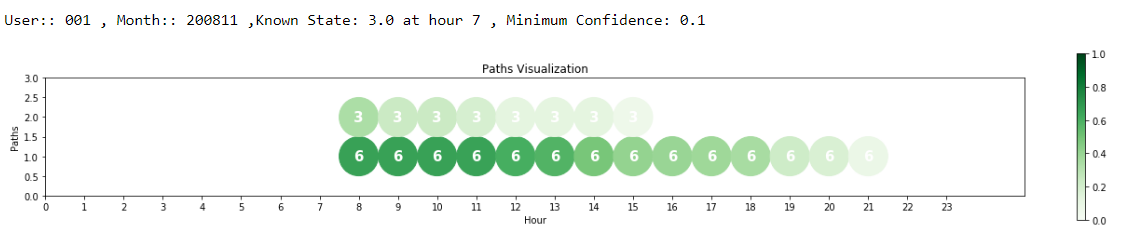 User:: 001 , Month:: 200811 ,Known State: 3.0 at hour 7 , Minimum Confidence: 0.1
Paths Visualization
3.0
2.5
2.0
1.5
1.0
0.5
0.0
Paths
3 3 3 3 3 3 3 3
6 6 6 6 6 6 6 6 6 6 6 6 6 6
0 1 2 3 4 5 6 7 8 9 10 11 12 13 14 15 16 17 18 19 20 21 22 23
Hour
1.0
0.8
0.6
0.4
0.2
0.0